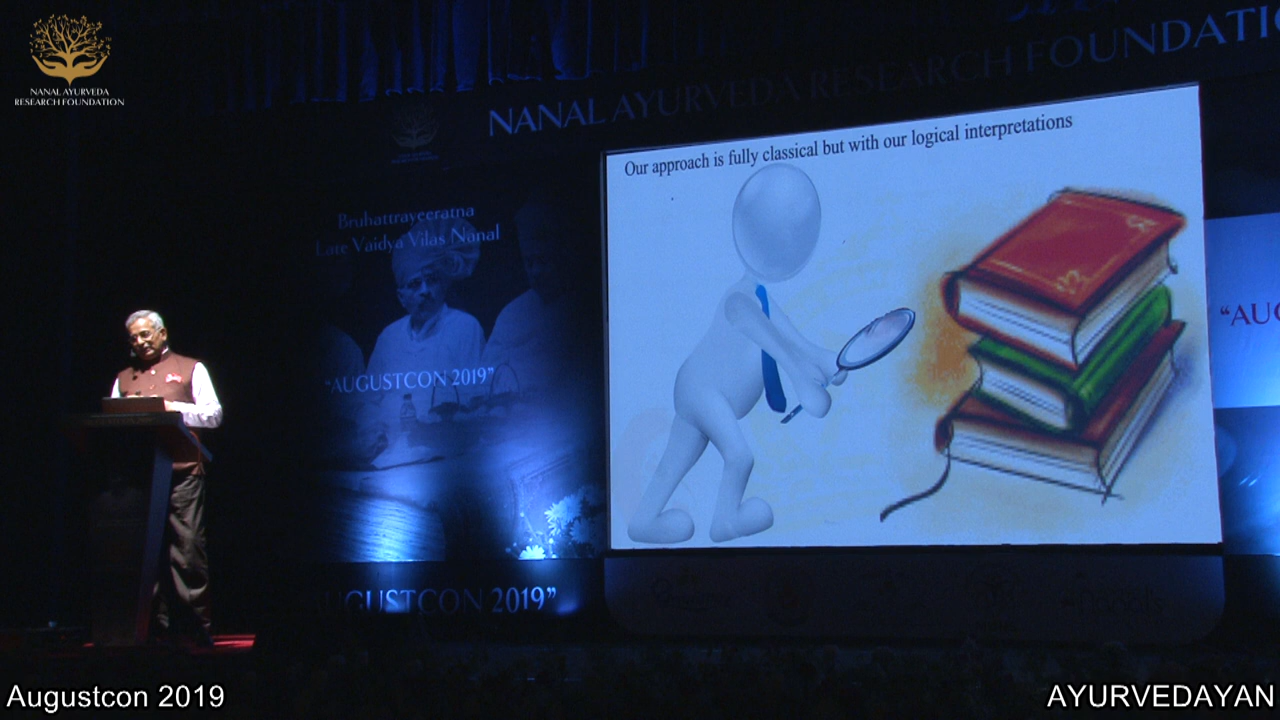 NANAL AYURVEDA
RESEARCH FOUNDATION
NANAL AYURVEDA RESEARCH FOUNDATI
Our approach is fully classical but with our logical interpretations
Bruhattrayeeratna
Late Vaidya Vilas Nanal
"AUGUSTCON 2019"
"AUG
UGUSTCON 2019"
Augustcon 2019
AYURVEDAYAN